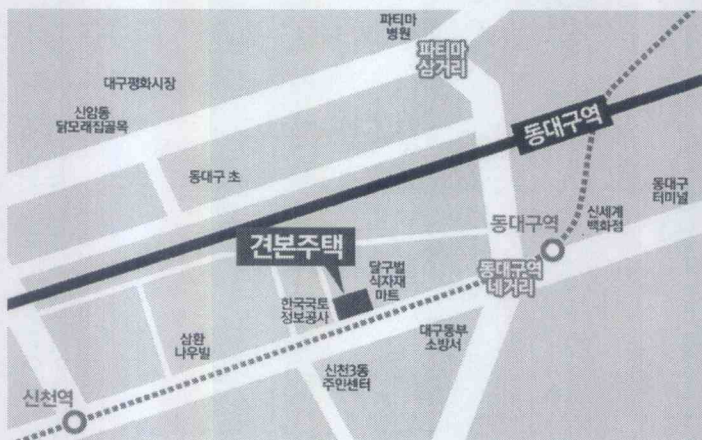 파티마
병원
파티마
삼거리
대구평화시장
신암동
닭모래집골목
동대구역
동대구 초
동대구
터미널
신세계
백화점
동대구역
견본주택
달구벌
식자재
마트
동대구역
네거리
한국국토
정보공사
대구동부
소방서
삼환
나우빌
신천3동
주민센터
신천역